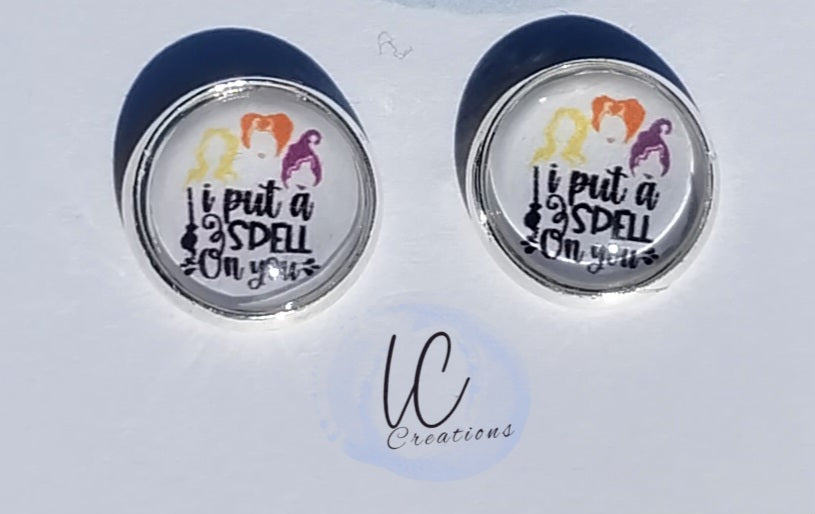 i put à
SPELL
On you
i put à
SPELL
On you
LC
Creations